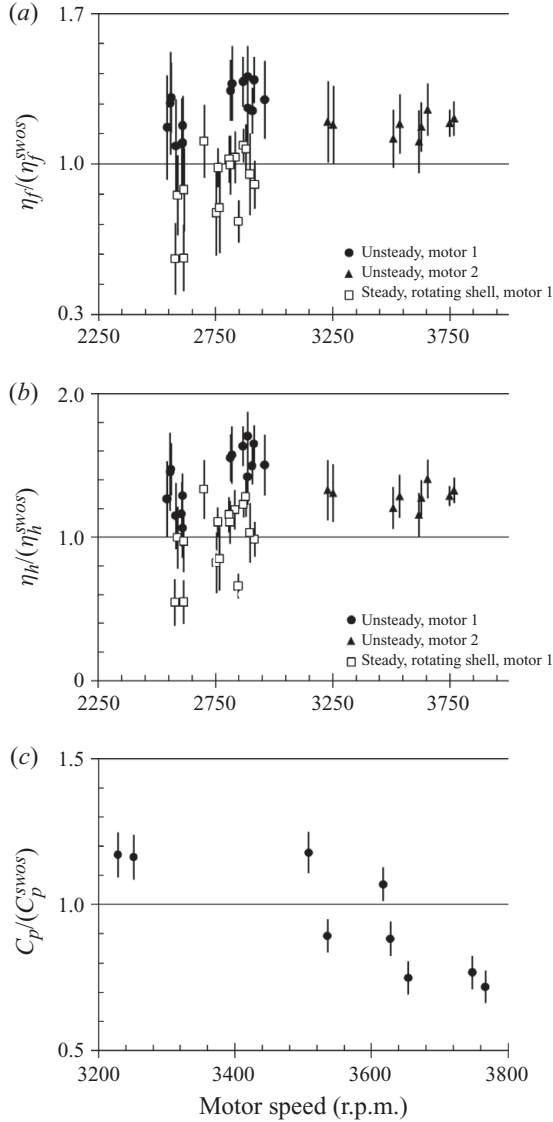 (a)
1.7
1.0
0.3
η_f/(η_f^swos)
Unsteady, motor 1
Unsteady, motor 2
Steady, rotating shell, motor 1
2250 2750 3250 3750
(b)
2.0
1.0
0
η_h/(η_h^swos)
Unsteady, motor 1
Unsteady, motor 2
Steady, rotating shell, motor 1
2250 2750 3250 3750
(c)
1.5
1.0
0.5
C_p/(C_p^swos)
3200 3400 3600 3800
Motor speed (r.p.m.)